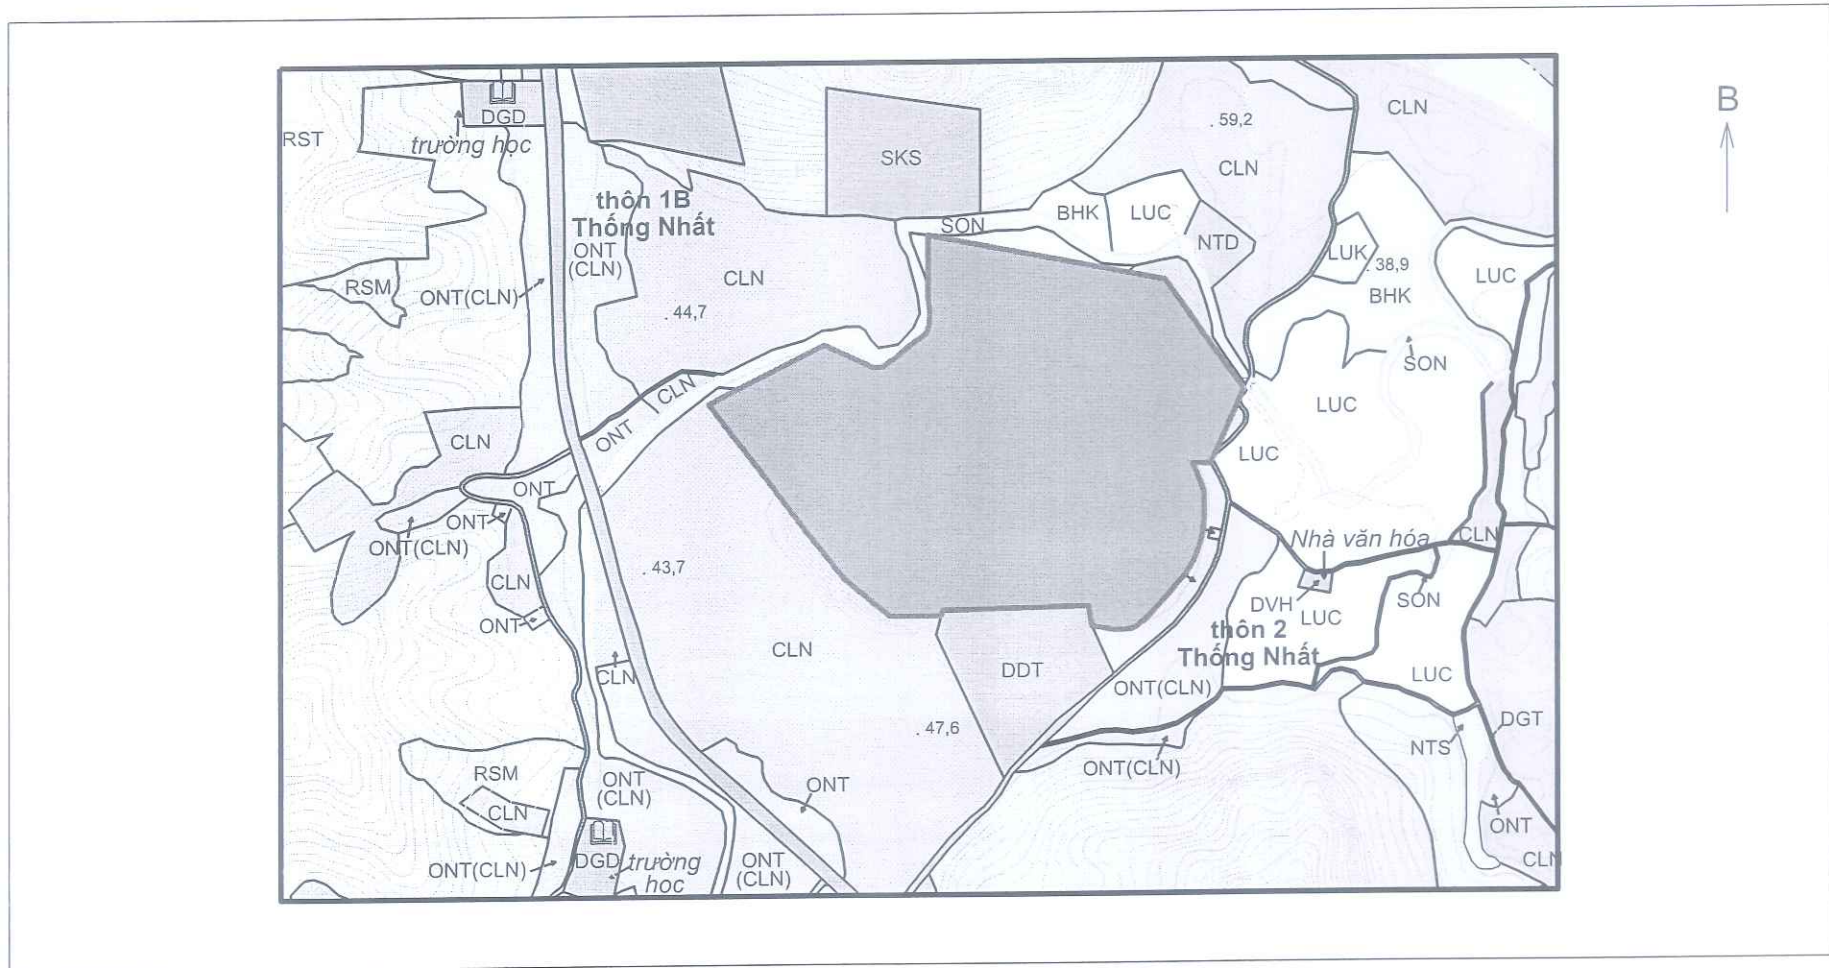 B
DGD
trường học
RST
CLN
. 59,2
SKS
CLN
thôn 1B
Thống Nhất
BHK
LUC
SON
NTD
ONT
(CLN)
LUK
. 38,9
CLN
LUC
RSM
ONT(CLN)
BHK
. 44,7
SON
CLN
LUC
CLN
ONT
LUC
ONT
ONT
CLN
Nhà văn hóa
ONT(CLN)
. 43,7
CLN
DVH
SON
LUC
ONT
thôn 2
Thống Nhất
CLN
DDT
CLN
LUC
ONT(CLN)
. 47,6
DGT
NTS
ONT(CLN)
RSM
ONT
(CLN)
ONT
CLN
ONT
DGD
trường
học
ONT
(CLN)
CLN
ONT(CLN)